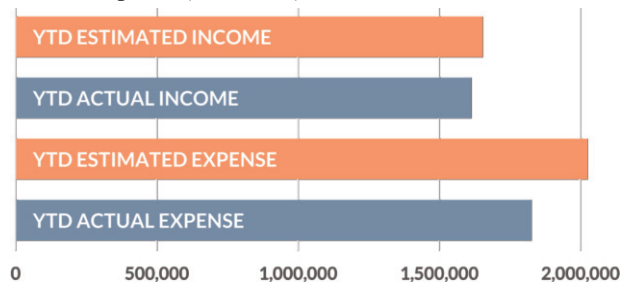 YTD ESTIMATED INCOME
YTD ACTUAL INCOME
YTD ESTIMATED EXPENSE
YTD ACTUAL EXPENSE
0 500,000 1,000,000 1,500,000 2,000,000